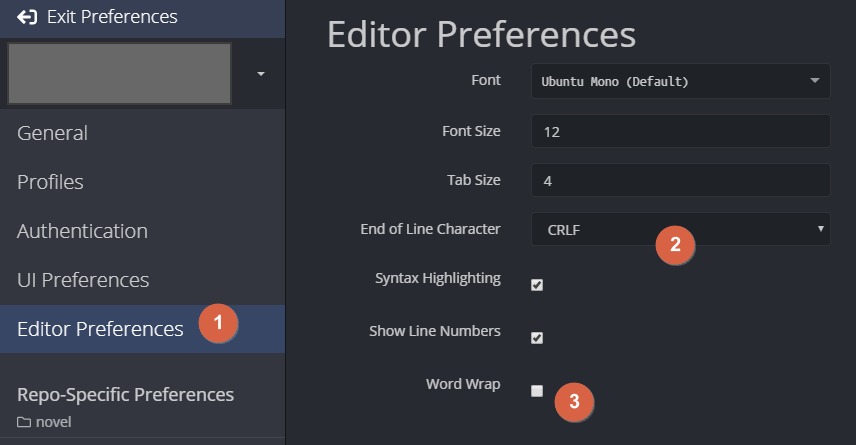 Exit Preferences
General
Profiles
Authentication
UI Preferences
Editor Preferences
1
Repo-Specific Preferences
novel
Editor Preferences
Font
Ubuntu Mono (Default)
Font Size
12
Tab Size
4
End of Line Character
CRLF
2
Syntax Highlighting
Show Line Numbers
Word Wrap
3